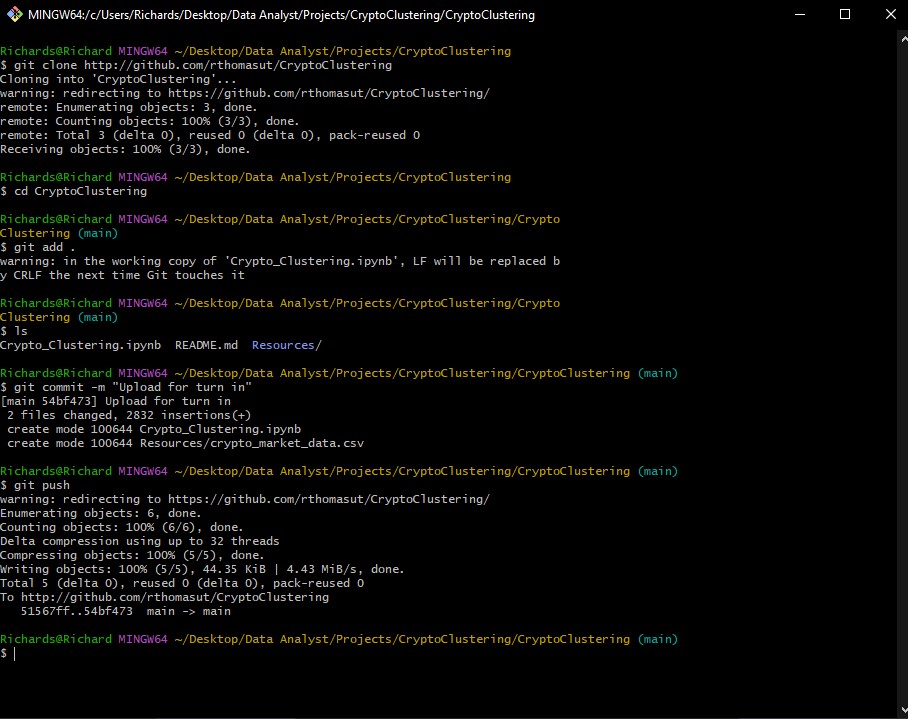 MINGW64:/c/Users/Richards/Desktop/Data Analyst/Projects/CryptoClustering/CryptoClustering
Richards@Richard MINGW64 ~/Desktop/Data Analyst/Projects/CryptoClustering
$ git clone http://github.com/rthomasut/CryptoClustering
Cloning into 'CryptoClustering'...
warning: redirecting to https://github.com/rthomasut/CryptoClustering/
remote: Enumerating objects: 3, done.
remote: Counting objects: 100% (3/3), done.
remote: Total 3 (delta 0), reused 0 (delta 0), pack-reused 0
Receiving objects: 100% (3/3), done.
Richards@Richard MINGW64 ~/Desktop/Data Analyst/Projects/CryptoClustering
$ cd CryptoClustering
Richards@Richard MINGW64 ~/Desktop/Data Analyst/Projects/CryptoClustering/Crypto
Clustering (main)
$ git add .
warning: in the working copy of 'Crypto_Clustering.ipynb', LF will be replaced b
y CRLF the next time Git touches it
Richards@Richard MINGW64 ~/Desktop/Data Analyst/Projects/CryptoClustering/Crypto
Clustering (main)
$ ls
Crypto_Clustering.ipynb  README.md  Resources/
Richards@Richard MINGW64 ~/Desktop/Data Analyst/Projects/CryptoClustering/CryptoClustering (main)
$ git commit -m "Upload for turn in"
[main 54bf473] Upload for turn in
 2 files changed, 2832 insertions(+)
 create mode 100644 Crypto_Clustering.ipynb
 create mode 100644 Resources/crypto_market_data.csv
Richards@Richard MINGW64 ~/Desktop/Data Analyst/Projects/CryptoClustering/CryptoClustering (main)
$ git push
warning: redirecting to https://github.com/rthomasut/CryptoClustering/
Enumerating objects: 6, done.
Counting objects: 100% (6/6), done.
Delta compression using up to 32 threads
Compressing objects: 100% (5/5), done.
Writing objects: 100% (5/5), 44.35 KiB | 4.43 MiB/s, done.
Total 5 (delta 0), reused 0 (delta 0), pack-reused 0
To http://github.com/rthomasut/CryptoClustering
   51567ff..54bf473  main -> main
Richards@Richard MINGW64 ~/Desktop/Data Analyst/Projects/CryptoClustering/CryptoClustering (main)
$